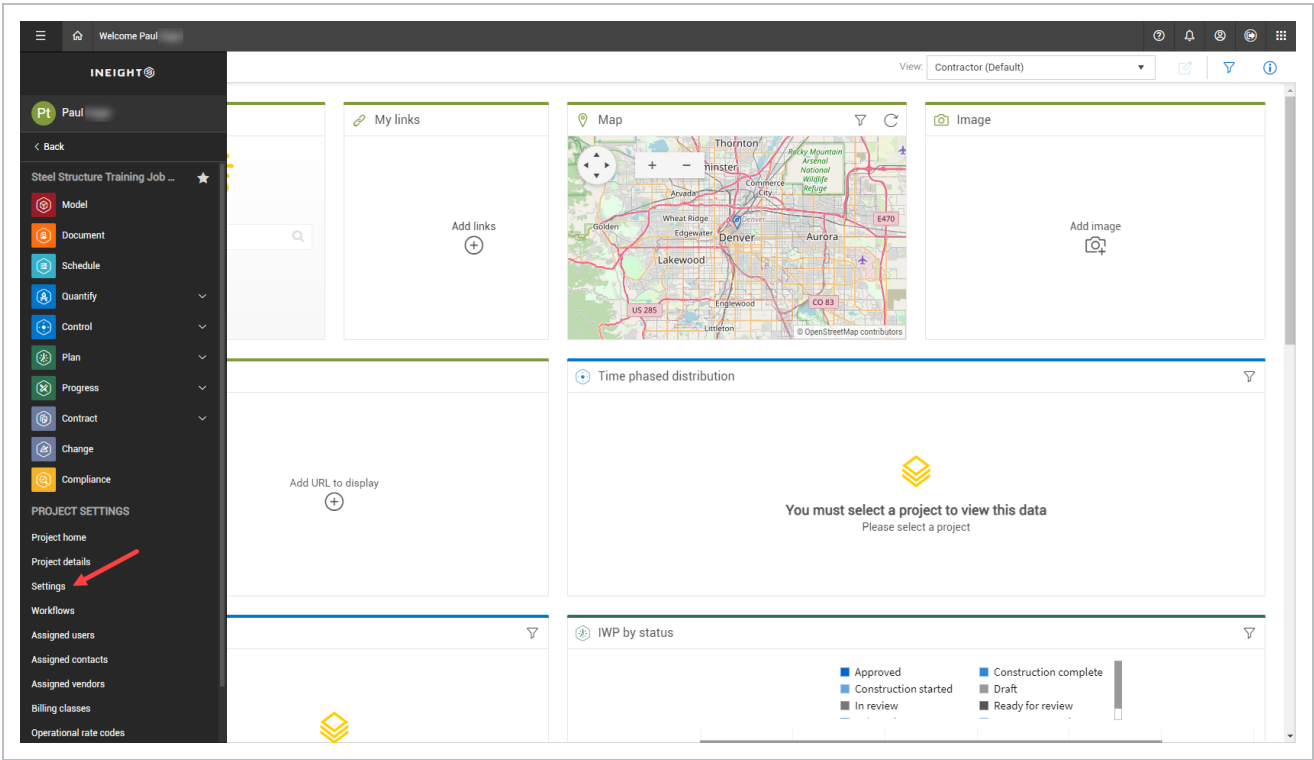 Welcome Paul
INEIGHT
View: Contractor (Default)
Pt Paul
< Back
Steel Structure Training Job ...
Model
Document
Schedule
Quantify
Control
Plan
Progress
Contract
Change
Compliance
PROJECT SETTINGS
Project home
Project details
Settings
Workflows
Assigned users
Assigned contacts
Assigned vendors
Billing classes
Operational rate codes
My links
Add links
Map
Thornton
Rocky Mountain
Arsenal
National
Wildlife
Refuge
minster
Commerce
City
Arvada
Wheat Ridge
Denver
E470
Golden
Edgewater
Denver
Aurora
Lakewood
US 285
Englewood
CO 83
Littleton
© OpenStreetMap contributors
Image
Add image
Add URL to display
Time phased distribution
You must select a project to view this data
Please select a project
IWP by status
Approved
Construction complete
Construction started
Draft
In review
Ready for review